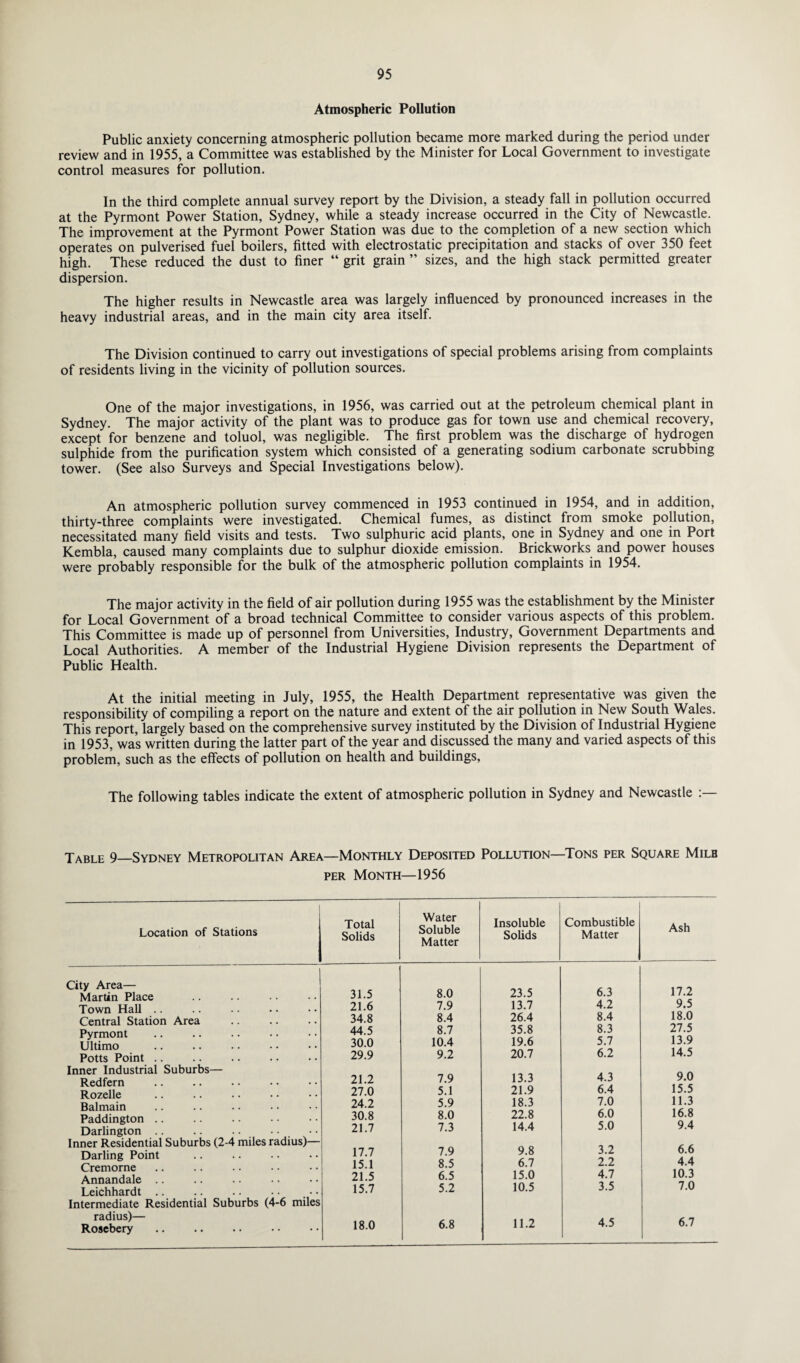 95
Atmospheric Pollution
Public anxiety concerning atmospheric pollution became more marked during the period under
review and in 1955, a Committee was established by the Minister for Local Government to investigate
control measures for pollution.
In the third complete annual survey report by the Division, a steady fall in pollution occurred
at the Pyrmont Power Station, Sydney, while a steady increase occurred in the City of Newcastle.
The improvement at the Pyrmont Power Station was due to the completion of a new section which
operates on pulverised fuel boilers, fitted with electrostatic precipitation and stacks of over 350 feet
high. These reduced the dust to finer “ grit grain ” sizes, and the high stack permitted greater
dispersion.
The higher results in Newcastle area was largely influenced by pronounced increases in the
heavy industrial areas, and in the main city area itself.
The Division continued to carry out investigations of special problems arising from complaints
of residents living in the vicinity of pollution sources.
One of the major investigations, in 1956, was carried out at the petroleum chemical plant in
Sydney. The major activity of the plant was to produce gas for town use and chemical recovery,
except for benzene and toluol, was negligible. The first problem was the discharge of hydrogen
sulphide from the purification system which consisted of a generating sodium carbonate scrubbing
tower. (See also Surveys and Special Investigations below).
An atmospheric pollution survey commenced in 1953 continued in 1954, and in addition,
thirty-three complaints were investigated. Chemical fumes, as distinct from smoke pollution,
necessitated many field visits and tests. Two sulphuric acid plants, one in Sydney and one in Port
Kembla, caused many complaints due to sulphur dioxide emission. Brickworks and power houses
were probably responsible for the bulk of the atmospheric pollution complaints in 1954.
The major activity in the field of air pollution during 1955 was the establishment by the Minister
for Local Government of a broad technical Committee to consider various aspects of this problem.
This Committee is made up of personnel from Universities, Industry, Government Departments and
Local Authorities. A member of the Industrial Hygiene Division represents the Department of
Public Health.
At the initial meeting in July, 1955, the Health Department representative was given the
responsibility of compiling a report on the nature and extent of the air pollution in New South Wales.
This report, largely based on the comprehensive survey instituted by the Division of Industrial Hygiene
in 1953, was written during the latter part of the year and discussed the many and varied aspects of this
problem, such as the effects of pollution on health and buildings,
The following tables indicate the extent of atmospheric pollution in Sydney and Newcastle :—
Table 9—Sydney Metropolitan Area—Monthly Deposited Pollution—Tons per Square Mile
per Month—1956
Location of Stations Total Solids Water Soluble Matter Insoluble Solids Combustible Matter Ash
City Area—
Martin Place .. .. .. .. 31.5 8.0 23.5 6.3 17.2
Town Hall .. .. .. .. .. 21.6 7.9 13.7 4.2 9.5
Central Station Area .. .. .. 34.8 8.4 26.4 8.4 18.0
Pyrmont .. .. .. .. .. 44.5 8.7 35.8 8.3 27.5
Ultimo .. .. .. .. .. 30.0 10.4 19.6 5.7 13.9
Potts Point .. .. .. .. .. 29.9 9.2 20.7 6.2 14.5
Inner Industrial Suburbs—
Redfern .. .. .. .. .. 21.2 7.9 13.3 4.3 9.0
Rozelle .. .. .. .. .. 27.0 5.1 21.9 6.4 15.5
Balmain .. .. .. .. .. 24.2 5.9 18.3 7.0 11.3
Paddington .. .. .. .. .. 30.8 8.0 22.8 6.0 16.8
Darlington .. .. .. .. .. 21.7 7.3 14.4 5.0 9.4
Inner Residential Suburbs (2-4 miles radius)—
Darling Point .. .. .. .. 17.7 7.9 9.8 3.2 6.6
Cremorne .. .. .. .. .. 15.1 8.5 6.7 2.2 4.4
Annandale .. .. .. .. .. 21.5 6.5 15.0 4.7 10.3
Leichhardt .. .. .. .. .. 15.7 5.2 10.5 3.5 7.0
Intermediate Residential Suburbs (4-6 miles
radius)—
Rosebery .. .. .. .. .. 18.0 6.8 11.2 4.5 6.7